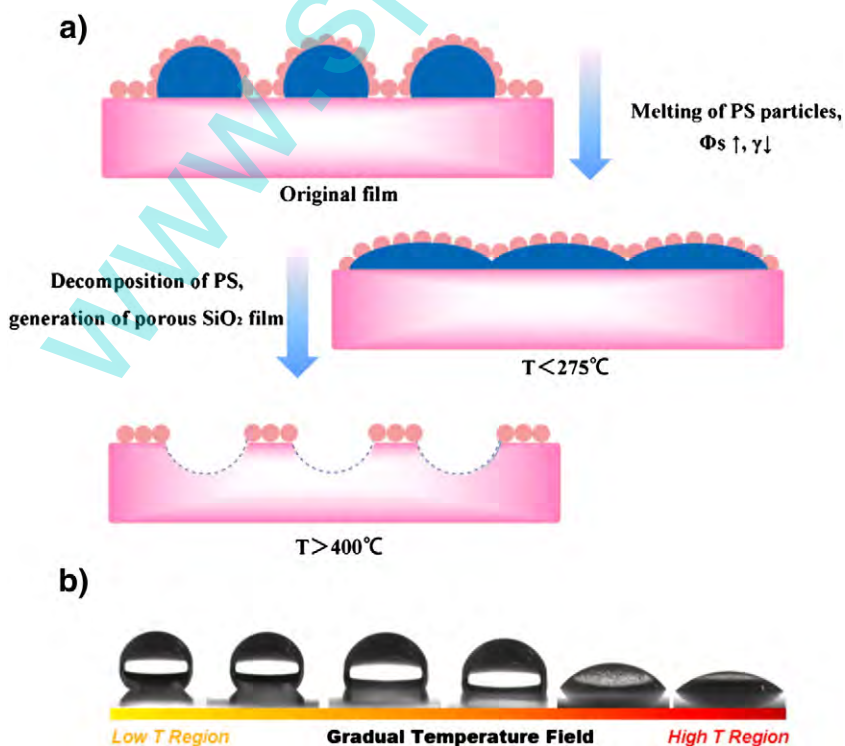 a)
Melting of PS particles,
Φs ↑, γ↓
Original film
Decomposition of PS,
generation of porous SiO₂ film
T<275℃
T>400℃
b)
Low T Region Gradual Temperature Field High T Region